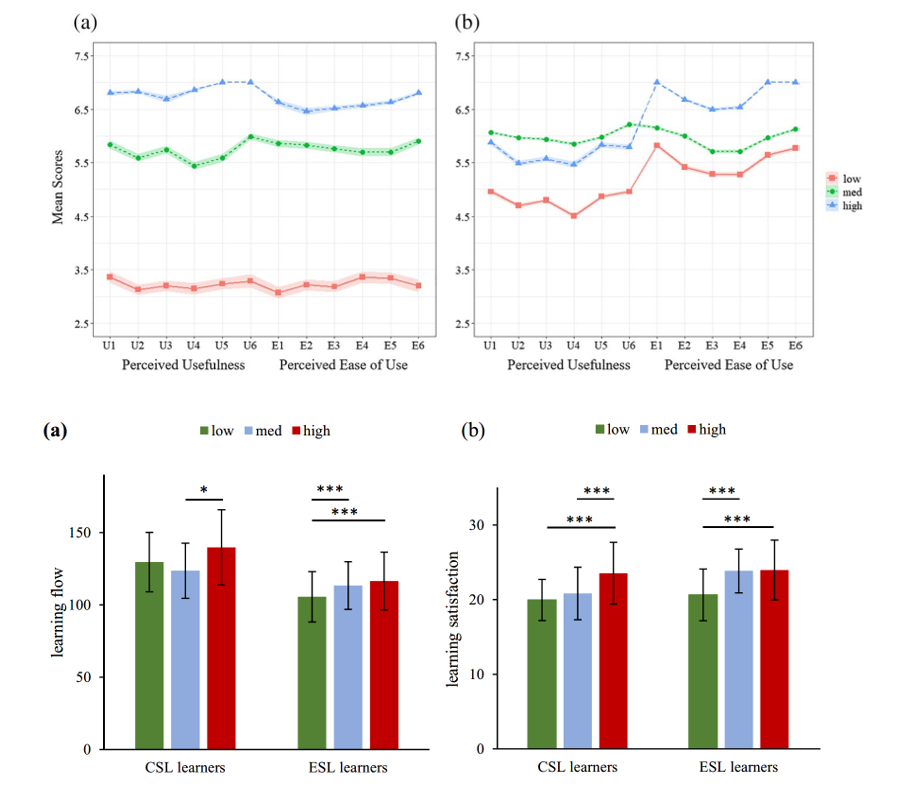 (a)
7.5
6.5
5.5
4.5
3.5
2.5
Mean Scores
U1 U2 U3 U4 U5 U6 E1 E2 E3 E4 E5 E6
Perceived Usefulness Perceived Ease of Use
(b)
7.5
6.5
5.5
4.5
3.5
2.5
U1 U2 U3 U4 U5 U6 E1 E2 E3 E4 E5 E6
Perceived Usefulness Perceived Ease of Use
low
med
high
(a)
low med high
learning flow
150
100
50
0
*
***
***
CSL learners ESL learners
(b)
low med high
learning satisfaction
30
20
10
0
***
***
***
***
CSL learners ESL learners